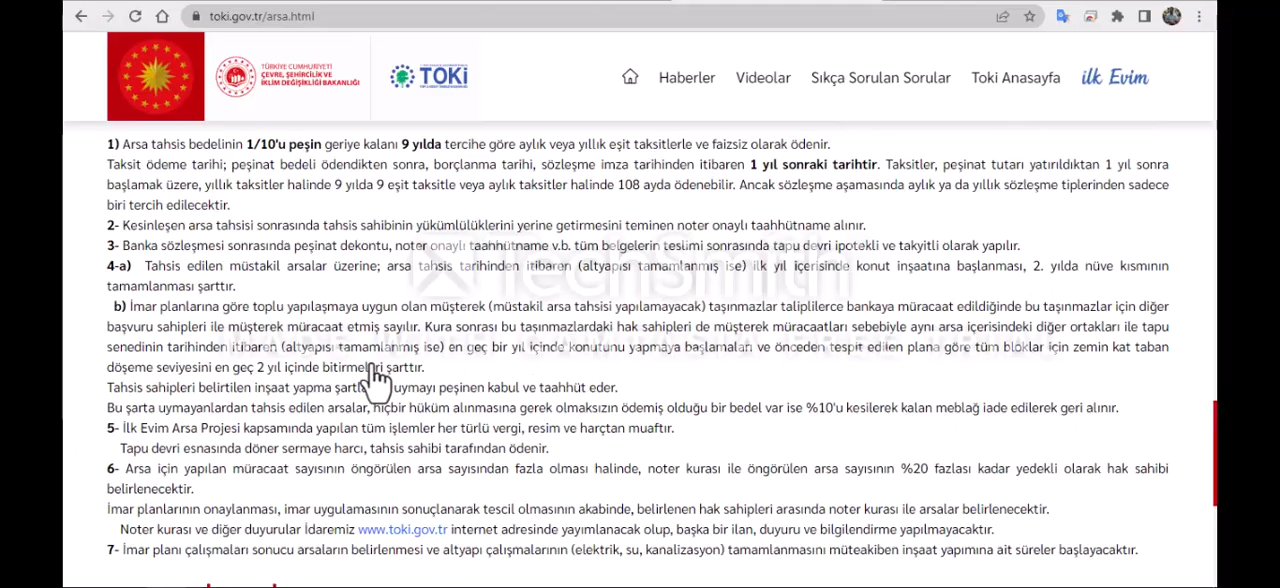 toki.gov.tr/arsa.html
TÜRKİYE CUMHURİYETİ
ÇEVRE, ŞEHİRCİLİK VE
İKLİM DEĞİŞİKLİĞİ BAKANLIĞI
TOKİ
Haberler Videolar Sıkça Sorulan Sorular Toki Anasayfa ilk Evim
1) Arsa tahsis bedelinin 1/10'u peşin geriye kalanı 9 yılda tercihe göre aylık veya yıllık eşit taksitlerle ve faizsiz olarak ödenir.
Taksit ödeme tarihi; peşinat bedeli ödendikten sonra, borçlanma tarihi, sözleşme imza tarihinden itibaren 1 yıl sonraki tarihtir. Taksitler, peşinat tutarı yatırıldıktan 1 yıl sonra
başlamak üzere, yıllık taksitler halinde 9 yılda 9 eşit taksitle veya aylık taksitler halinde 108 ayda ödenebilir. Ancak sözleşme aşamasında aylık ya da yıllık sözleşme tiplerinden sadece
biri tercih edilecektir.
2- Kesinleşen arsa tahsisi sonrasında tahsis sahibinin yükümlülüklerini yerine getirmesini teminen noter onaylı taahhütname alınır.
3- Banka sözleşmesi sonrasında peşinat dekontu, noter onaylı taahhütname v.b. tüm belgelerin teslimi sonrasında tapu devri ipotekli ve takyitli olarak yapılır.
4-a) Tahsis edilen müstakil arsalar üzerine; arsa tahsis tarihinden itibaren (altyapısı tamamlanmış ise) ilk yıl içerisinde konut inşaatına başlanması, 2. yılda nüve kısmının
tamamlanması şarttır.
b) İmar planlarına göre toplu yapılaşmaya uygun olan müşterek (müstakil arsa tahsisi yapılamayacak) taşınmazlar taliplilerce bankaya müracaat edildiğinde bu taşınmazlar için diğer
başvuru sahipleri ile müşterek müracaat etmiş sayılır. Kura sonrası bu taşınmazlardaki hak sahipleri de müşterek müracaatları sebebiyle aynı arsa içerisindeki diğer ortakları ile tapu
senedinin tarihinden itibaren (altyapısı tamamlanmış ise) en geç bir yıl içinde konutunu yapmaya başlamaları ve önceden tespit edilen plana göre tüm bloklar için zemin kat taban
döşeme seviyesini en geç 2 yıl içinde bitirmeleri şarttır.
Tahsis sahipleri belirtilen inşaat yapma uymayı peşinen kabul ve taahhüt eder.
Bu şarta uymayanlardan tahsis edilen arsalar, hiçbir hüküm alınmasına gerek olmaksızın ödemiş olduğu bir bedel var ise %10'u kesilerek kalan meblağ iade edilerek geri alınır.
5- İlk Evim Arsa Projesi kapsamında yapılan tüm işlemler her türlü vergi, resim ve harçtan muaftır.
Tapu devri esnasında döner sermaye harcı, tahsis sahibi tarafından ödenir.
6- Arsa için yapılan müracaat sayısının öngörülen arsa sayısından fazla olması halinde, noter kurası ile öngörülen arsa sayısının %20 fazlası kadar yedekli olarak hak sahibi
belirlenecektir.
İmar planlarının onaylanması, imar uygulamasının sonuçlanarak tescil olmasının akabinde, belirlenen hak sahipleri arasında noter kurası ile arsalar belirlenecektir.
Noter kurası ve diğer duyurular İdaremiz www.toki.gov.tr internet adresinde yayımlanacak olup, başka bir ilan, duyuru ve bilgilendirme yapılmayacaktır.
7- İmar planı çalışmaları sonucu arsaların belirlenmesi ve altyapı çalışmalarının (elektrik, su, kanalizasyon) tamamlanmasını müteakiben inşaat yapımına ait süreler başlayacaktır.
TechSmith